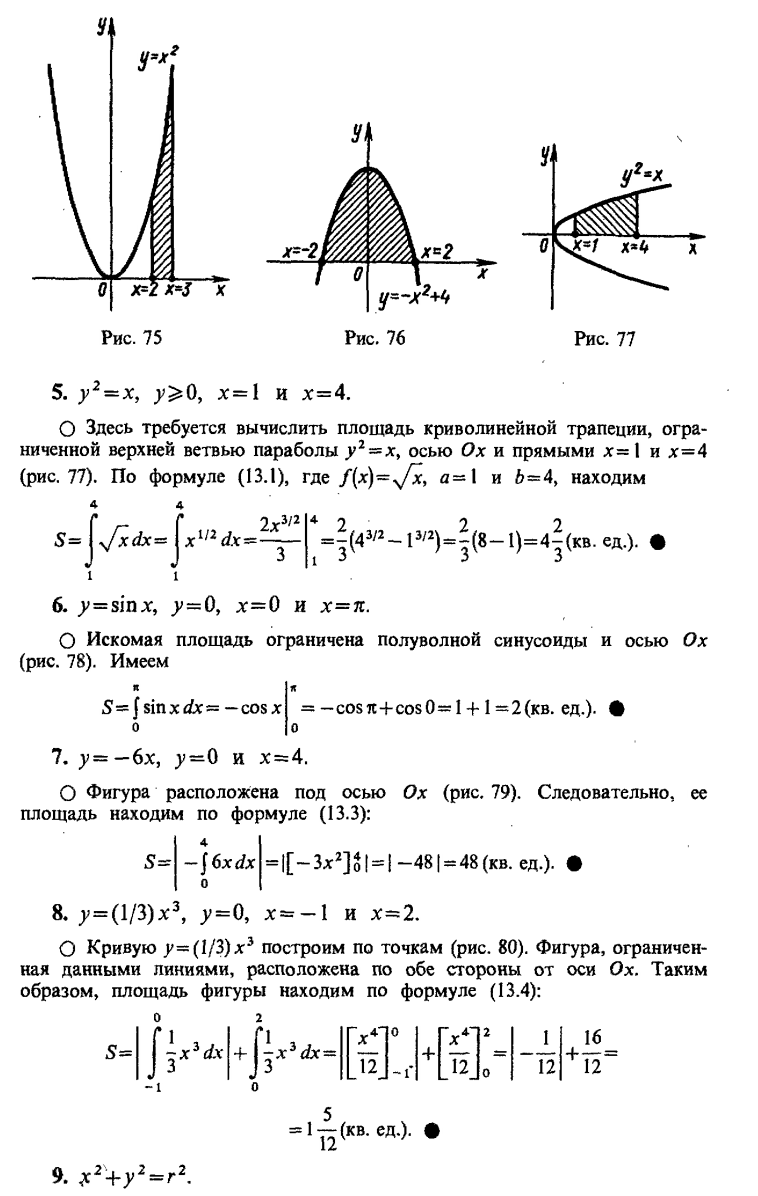 y
y=x²
0 x=2 x=3 x
y
x=-2 x=2
0 x
y=-x²+4
y
y²=x
0 x=1 x=4 x
Рис. 75 Рис. 76 Рис. 77
5. y²=x, y⩾0, x=1 и x=4.
○ Здесь требуется вычислить площадь криволинейной трапеции, огра-
ниченной верхней ветвью параболы y²=x, осью Ox и прямыми x=1 и x=4
(рис. 77). По формуле (13.1), где f(x)=√x, a=1 и b=4, находим
S=∫₁⁴ √x dx=∫₁⁴ x^{1/2} dx=2x^{3/2}/3 |₁⁴ =2/3(4^{3/2}−1^{3/2})=2/3(8−1)=4 2/3(кв. ед.). ●
6. y=sin x, y=0, x=0 и x=π.
○ Искомая площадь ограничена полуволной синусоиды и осью Ox
(рис. 78). Имеем
S=∫₀^π sin x dx=−cos x |₀^π =−cos π+cos 0=1+1=2(кв. ед.). ●
7. y=−6x, y=0 и x=4.
○ Фигура расположена под осью Ox (рис. 79). Следовательно, ее
площадь находим по формуле (13.3):
S=|−∫₀⁴ 6x dx|=|[−3x²]₀⁴|=|−48|=48(кв. ед.). ●
8. y=(1/3)x³, y=0, x=−1 и x=2.
○ Кривую y=(1/3)x³ построим по точкам (рис. 80). Фигура, ограничен-
ная данными линиями, расположена по обе стороны от оси Ox. Таким
образом, площадь фигуры находим по формуле (13.4):
S=|∫₋₁⁰ 1/3 x³ dx|+∫₀² 1/3 x³ dx=|[x⁴/12]₋₁⁰|+[x⁴/12]₀²=|−1/12|+16/12=
=1 5/12(кв. ед.). ●
9. x²+y²=r².